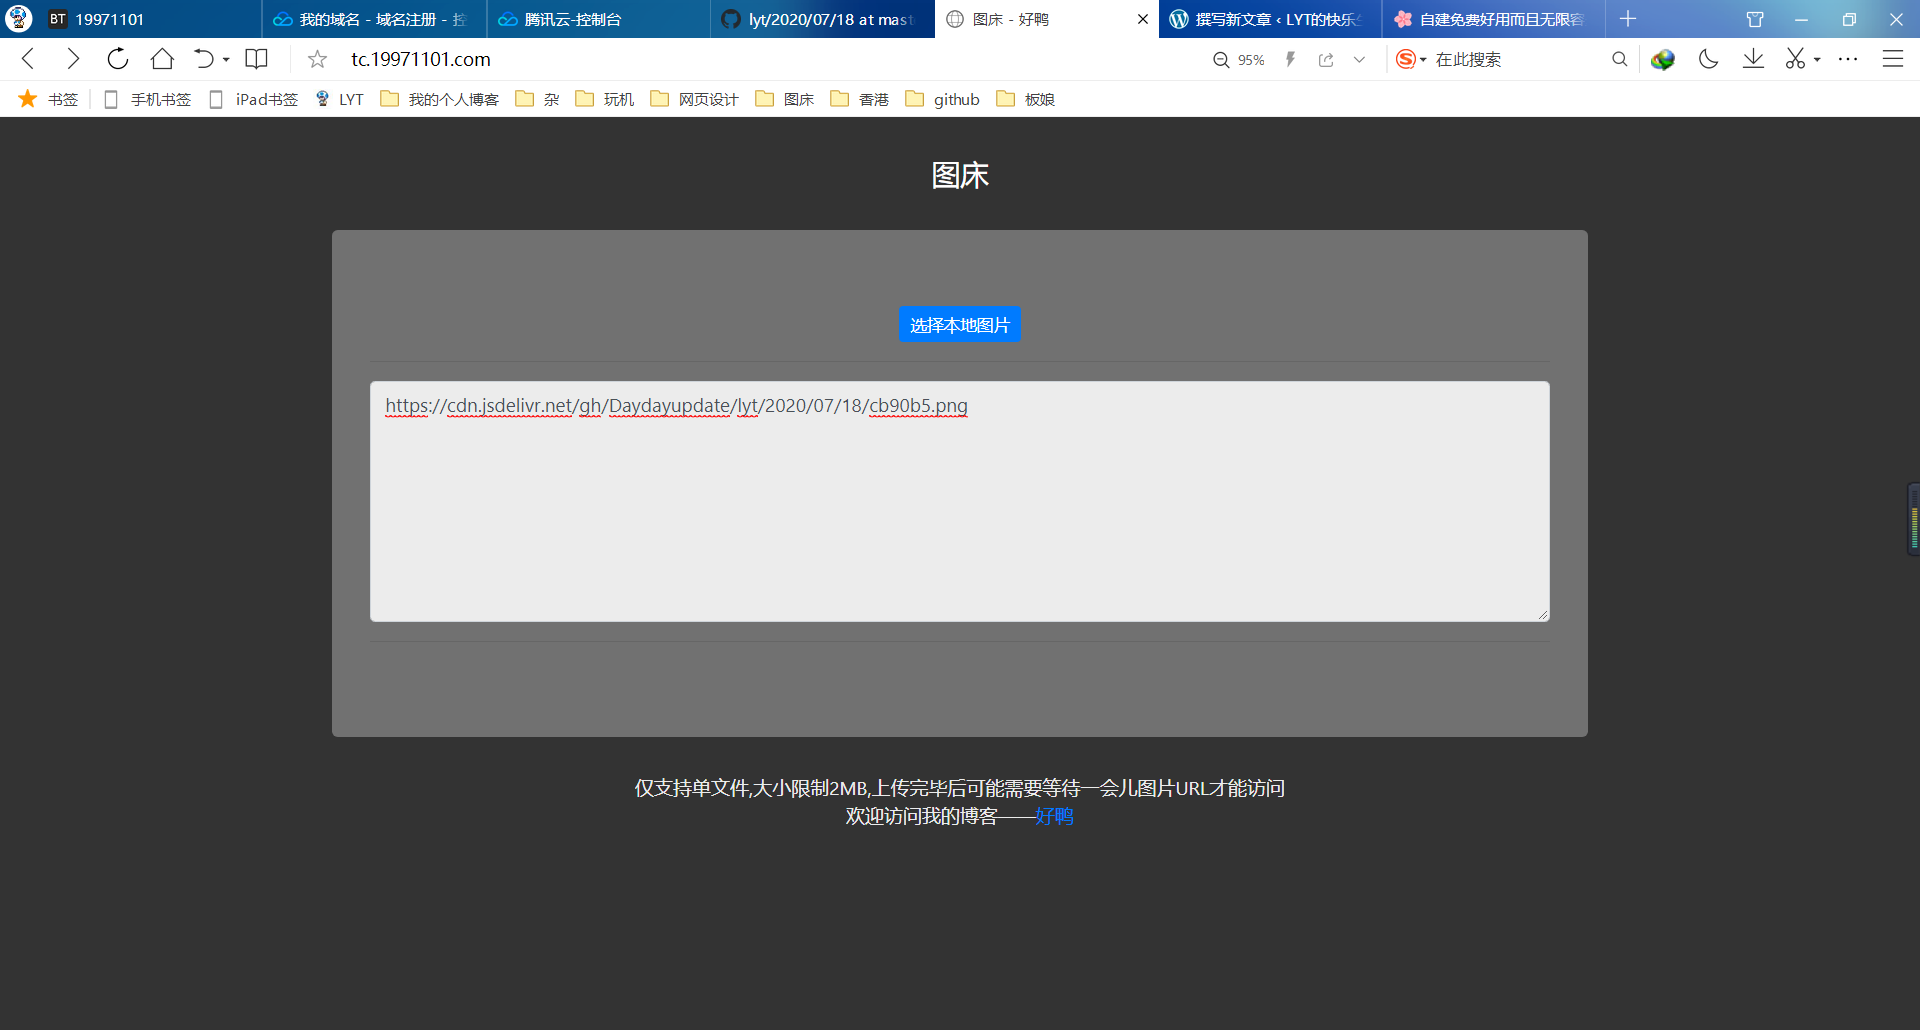 BT 19971101
我的域名 - 域名注册 - 控
腾讯云-控制台
lyt/2020/07/18 at mast
图床 - 好鸭
撰写新文章 ‹ LYT的快乐生
自建免费好用而且无限容
tc.19971101.com
95%
在此搜索
书签
手机书签
iPad书签
LYT
我的个人博客
杂
玩机
网页设计
图床
香港
github
板娘
图床
选择本地图片
https://cdn.jsdelivr.net/gh/Daydayupdate/lyt/2020/07/18/cb90b5.png
仅支持单文件,大小限制2MB,上传完毕后可能需要等待一会儿图片URL才能访问
欢迎访问我的博客——好鸭